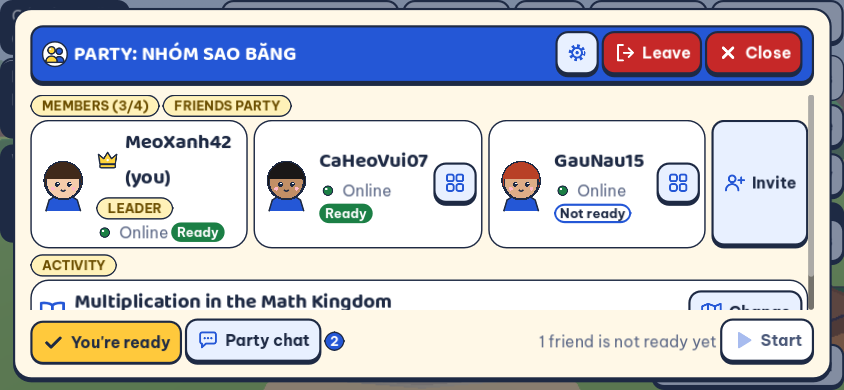 PARTY: NHÓM SAO BĂNG
Leave
Close
MEMBERS (3/4)
FRIENDS PARTY
MeoXanh42
(you)
LEADER
Online
Ready
CaHeoVui07
Online
Ready
GauNau15
Online
Not ready
Invite
ACTIVITY
Multiplication in the Math Kingdom
Change
You're ready
Party chat
2
1 friend is not ready yet
Start